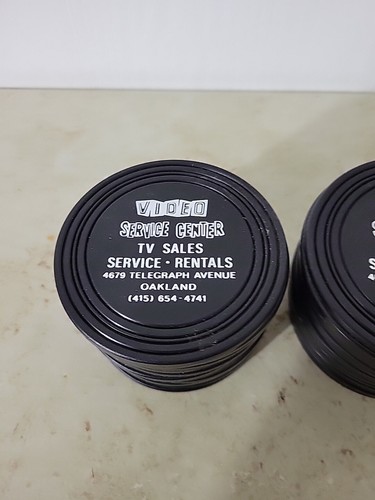 VIDEO
SERVICE CENTER
TV SALES
SERVICE • RENTALS
4679 TELEGRAPH AVENUE
OAKLAND
(415) 654-4741